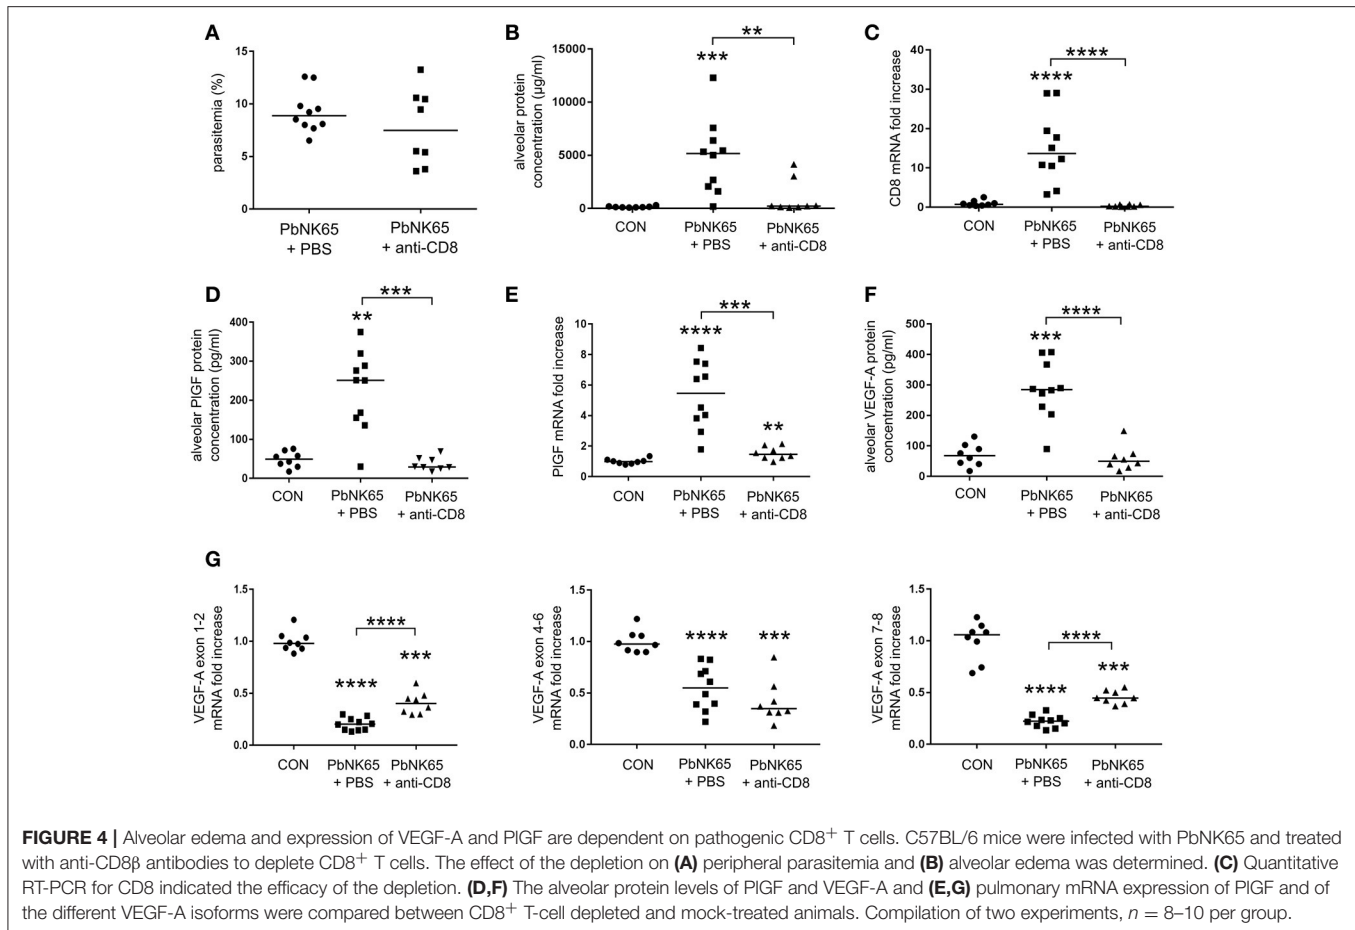 A
parasitemia (%)
15
10
5
0
PbNK65
+ PBS
PbNK65
+ anti-CD8
B
alveolar protein
concentration (µg/ml)
15000
10000
5000
0
***
**
CON
PbNK65
+ PBS
PbNK65
+ anti-CD8
C
CD8 mRNA fold increase
40
30
20
10
0
****
****
CON
PbNK65
+ PBS
PbNK65
+ anti-CD8
D
alveolar PlGF protein
concentration (pg/ml)
400
300
200
100
0
**
***
CON
PbNK65
+ PBS
PbNK65
+ anti-CD8
E
PlGF mRNA fold increase
10
8
6
4
2
0
****
***
**
CON
PbNK65
+ PBS
PbNK65
+ anti-CD8
F
alveolar VEGF-A protein
concentration (pg/ml)
500
400
300
200
100
0
***
****
CON
PbNK65
+ PBS
PbNK65
+ anti-CD8
G
VEGF-A exon 1-2
mRNA fold increase
1.5
1.0
0.5
0.0
****
****
***
CON
PbNK65
+ PBS
PbNK65
+ anti-CD8
VEGF-A exon 4-6
mRNA fold increase
1.5
1.0
0.5
0.0
****
***
CON
PbNK65
+ PBS
PbNK65
+ anti-CD8
VEGF-A exon 7-8
mRNA fold increase
1.5
1.0
0.5
0.0
****
****
***
CON
PbNK65
+ PBS
PbNK65
+ anti-CD8
FIGURE 4 | Alveolar edema and expression of VEGF-A and PlGF are dependent on pathogenic CD8⁺ T cells. C57BL/6 mice were infected with PbNK65 and treated
with anti-CD8β antibodies to deplete CD8⁺ T cells. The effect of the depletion on (A) peripheral parasitemia and (B) alveolar edema was determined. (C) Quantitative
RT-PCR for CD8 indicated the efficacy of the depletion. (D,F) The alveolar protein levels of PlGF and VEGF-A and (E,G) pulmonary mRNA expression of PlGF and of
the different VEGF-A isoforms were compared between CD8⁺ T-cell depleted and mock-treated animals. Compilation of two experiments, n = 8–10 per group.